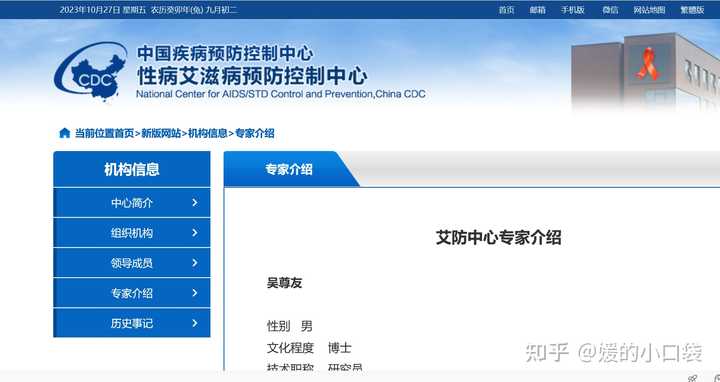 2023年10月27日 星期五 农历癸卯年(兔) 九月初二
首页 邮箱 手机版 微信 网站地图 繁體版
中国疾病预防控制中心
性病艾滋病预防控制中心
National Center for AIDS/STD Control and Prevention,China CDC
CDC
当前位置首页>新版网站>机构信息>专家介绍
机构信息
中心简介
组织机构
领导成员
专家介绍
历史事记
专家介绍
艾防中心专家介绍
吴尊友
性别 男
文化程度 博士
技术职称 研究员
知乎 @媛的小口袋